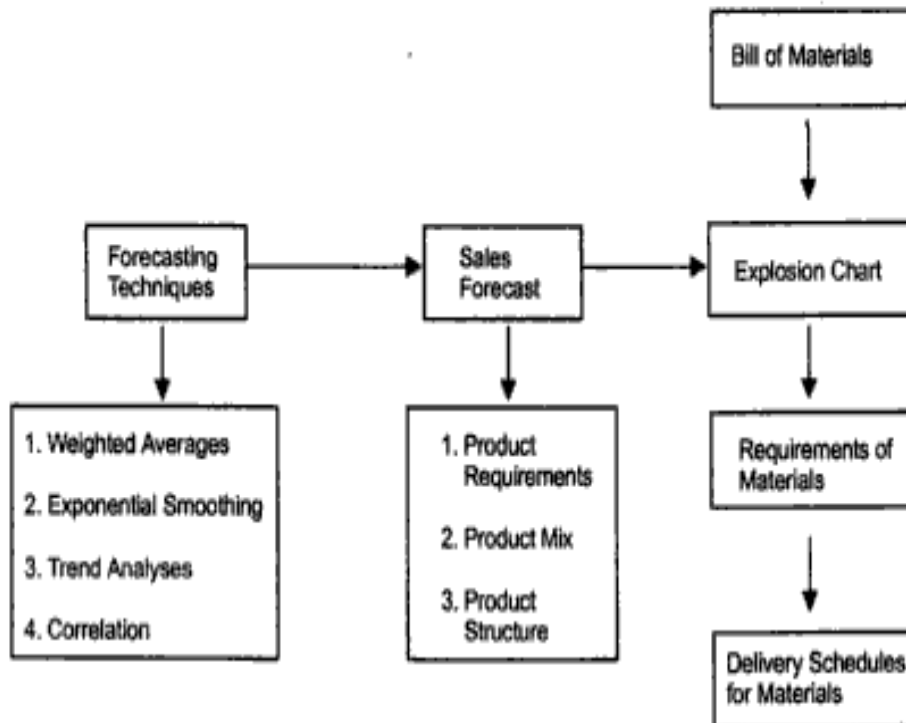 Bill of Materials
Forecasting
Techniques
Sales
Forecast
Explosion Chart
1. Weighted Averages
2. Exponential Smoothing
3. Trend Analyses
4. Correlation
1. Product
Requirements
2. Product Mix
3. Product
Structure
Requirements of
Materials
Delivery Schedules
for Materials